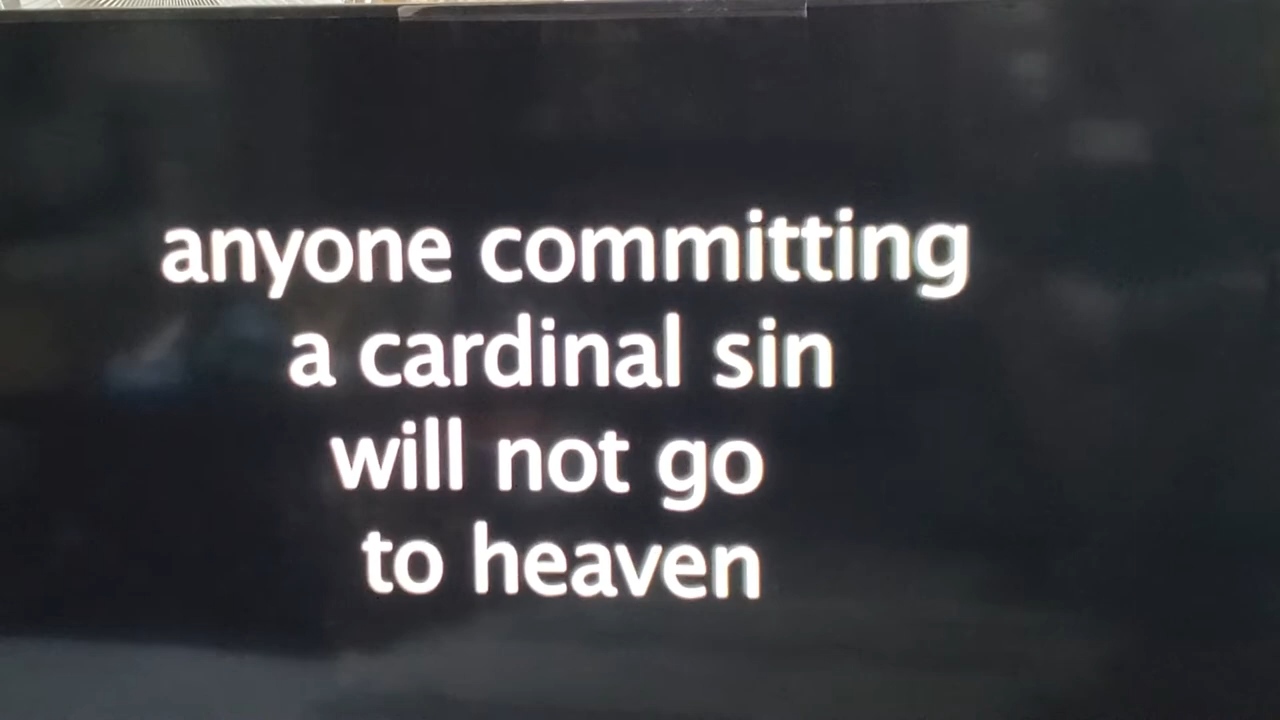 anyone committing
a cardinal sin
will not go
to heaven